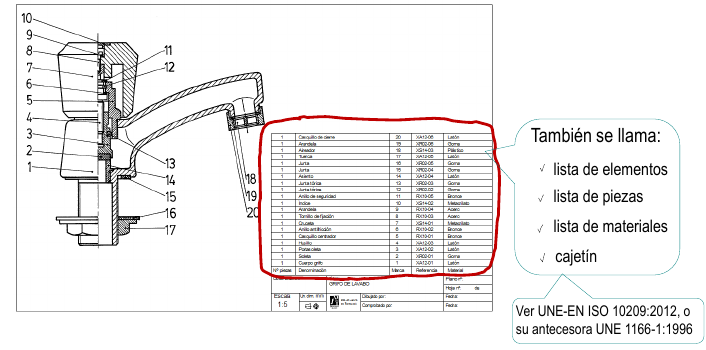 10
9
8
7
6
5
4
3
2
1
11
12
13
14
15
16
17
18
19
20
1 Casquillo de cierre 20 XA12-06 Latón
1 Arandela 19 XR02-06 Goma
1 Aireador 18 XS14-03 Plástico
1 Tuerca 17 XA12-05 Latón
1 Junta 16 XR02-05 Goma
1 Junta 15 XR02-04 Goma
1 Asiento 14 XA12-04 Latón
1 Junta tórica 13 XR02-03 Goma
1 Junta tórica 12 XR02-02 Goma
1 Anillo de seguridad 11 RX10-05 Bronce
1 Indice 10 XS14-02 Metacrilato
1 Arandela 9 RX10-04 Acero
1 Tornillo de fijación 8 RX10-03 Acero
1 Cruceta 7 XS14-01 Metacrilato
1 Anillo antifricción 6 RX10-02 Bronce
1 Casquillo centrador 5 RX10-01 Bronce
1 Husillo 4 XA12-03 Latón
1 Portasoleta 3 XA12-02 Latón
1 Soleta 2 XR02-01 Goma
1 Cuerpo grifo 1 XA12-01 Latón
Nº piezas Denominación Marca Referencia Material
GRIFO DE LAVABO
Plano nº:
Hoja nº: de
Escala
1:5
Un.dim. mm
Dibujado por:
Fecha:
Comprobado por:
Fecha:
También se llama:
✓ lista de elementos
✓ lista de piezas
✓ lista de materiales
✓ cajetín
Ver UNE-EN ISO 10209:2012, o
su antecesora UNE 1166-1:1996